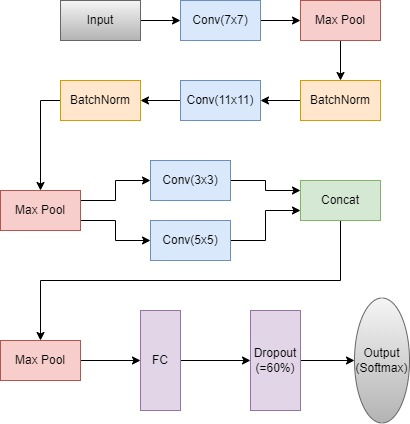 Input
Conv(7x7)
Max Pool
BatchNorm
Conv(11x11)
BatchNorm
Max Pool
Conv(3x3)
Conv(5x5)
Concat
Max Pool
FC
Dropout
(=60%)
Output
(Softmax)